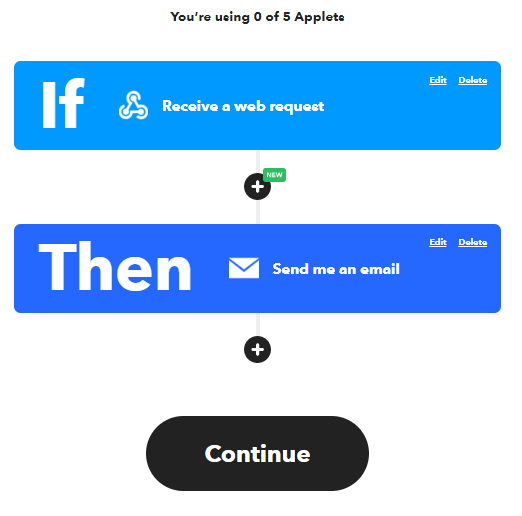 You're using 0 of 5 Applets
Edit Delete
If Receive a web request
NEW
Edit Delete
Then Send me an email
Continue